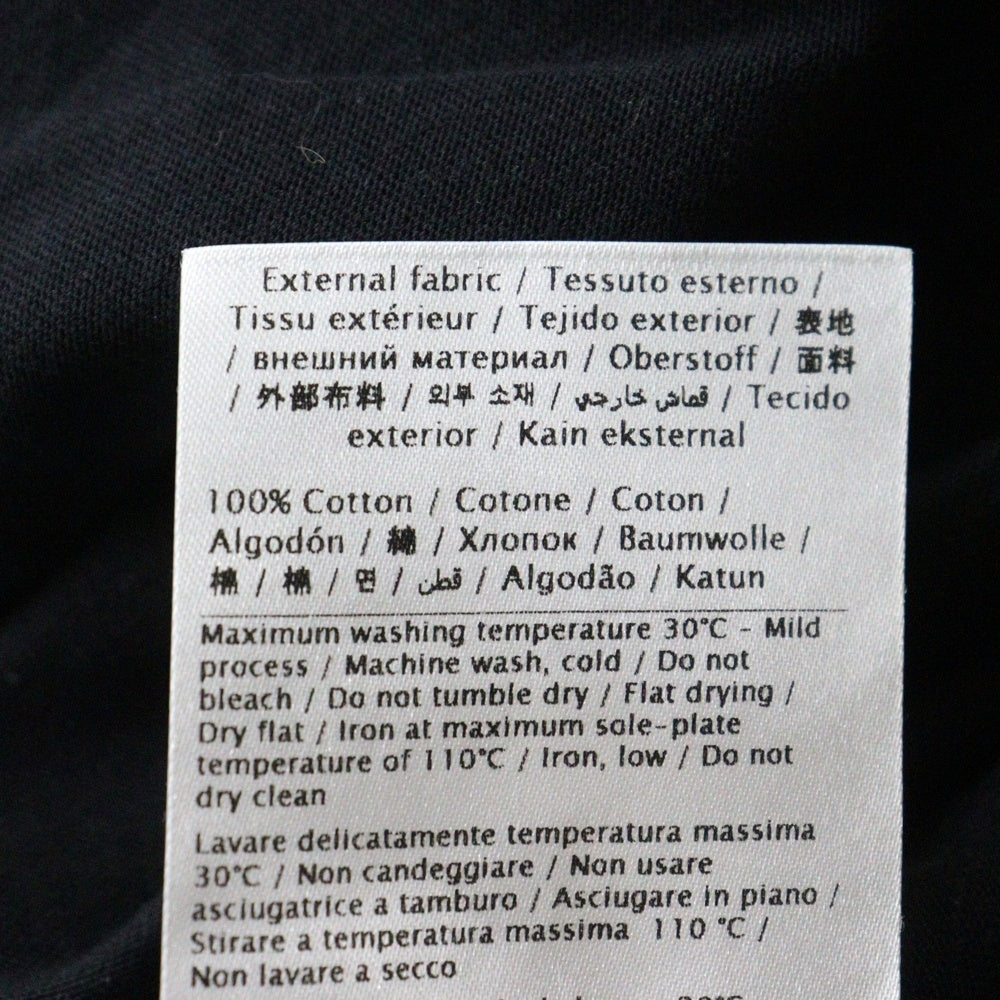 External fabric / Tessuto esterno /
Tissu extérieur / Tejido exterior / 表地
/ внешний материал / Oberstoff / 面料
/ 外部布料 / 외부 소재 / قماش خارجي / Tecido
exterior / Kain eksternal
100% Cotton / Cotone / Coton /
Algodón / 綿 / Хлопок / Baumwolle /
棉 / 棉 / 면 / قطن / Algodão / Katun
Maximum washing temperature 30°C - Mild
process / Machine wash, cold / Do not
bleach / Do not tumble dry / Flat drying /
Dry flat / Iron at maximum sole-plate
temperature of 110°C / Iron, low / Do not
dry clean
Lavare delicatamente temperatura massima
30°C / Non candeggiare / Non usare
asciugatrice a tamburo / Asciugare in piano /
Stirare a temperatura massima 110 °C /
Non lavare a secco